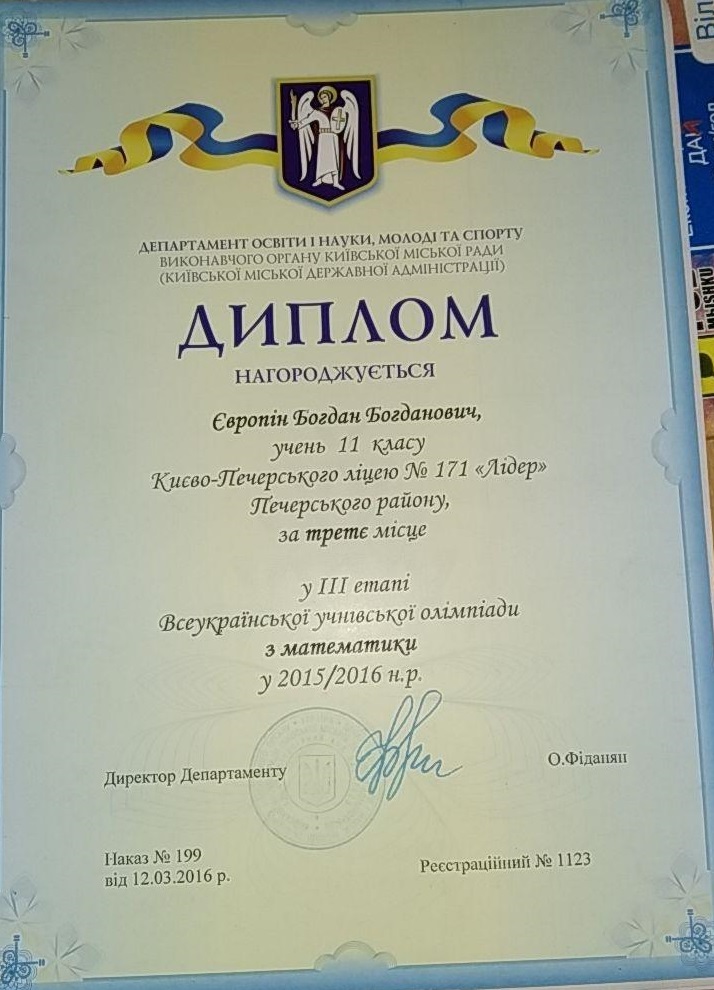 ДЕПАРТАМЕНТ ОСВІТИ І НАУКИ, МОЛОДІ ТА СПОРТУ
ВИКОНАВЧОГО ОРГАНУ КИЇВСЬКОЇ МІСЬКОЇ РАДИ
(КИЇВСЬКОЇ МІСЬКОЇ ДЕРЖАВНОЇ АДМІНІСТРАЦІЇ)
ДИПЛОМ
НАГОРОДЖУЄТЬСЯ
Європін Богдан Богданович,
учень 11 класу
Києво-Печерського ліцею № 171 «Лідер»
Печерського району,
за третє місце
у ІІІ етапі
Всеукраїнської учнівської олімпіади
з математики
у 2015/2016 н.р.
Директор Департаменту
О.Фіданян
Наказ № 199
від 12.03.2016 р.
Реєстраційний № 1123